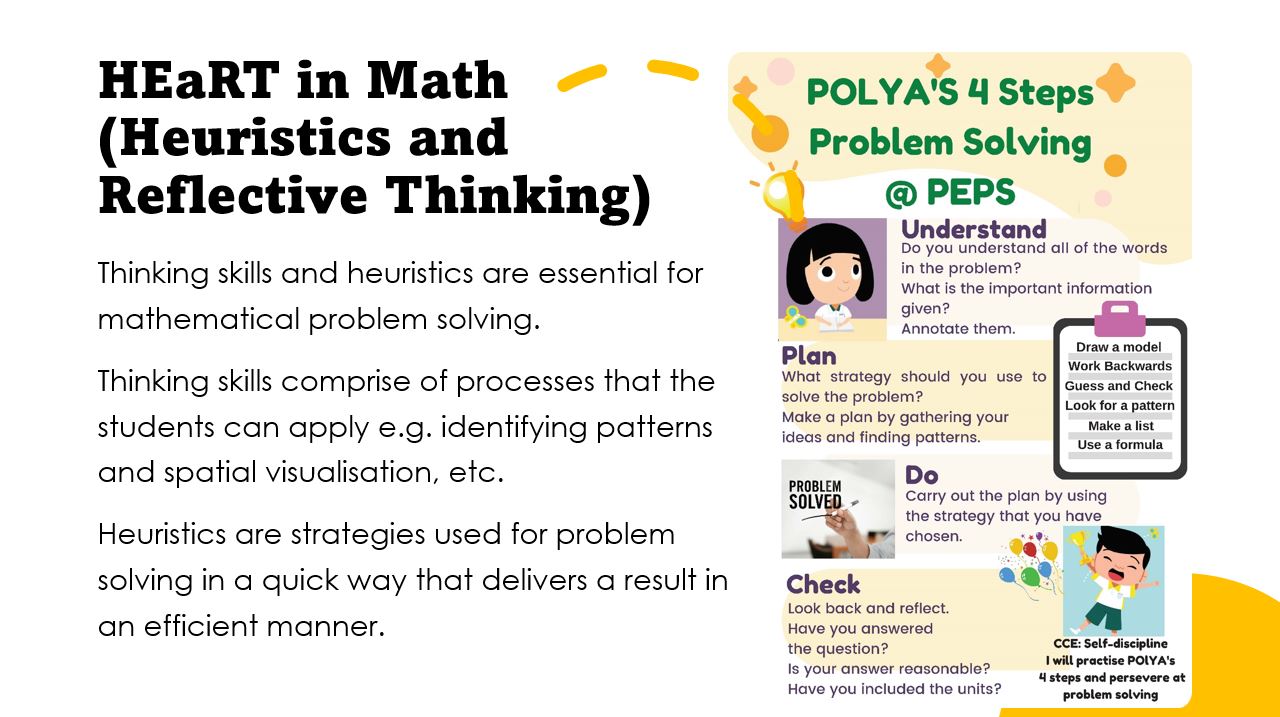 HEaRT in Math
(Heuristics and
Reflective Thinking)
Thinking skills and heuristics are essential for
mathematical problem solving.
Thinking skills comprise of processes that the
students can apply e.g. identifying patterns
and spatial visualisation, etc.
Heuristics are strategies used for problem
solving in a quick way that delivers a result in
an efficient manner.
POLYA'S 4 Steps
Problem Solving
@ PEPS
Understand
Do you understand all of the words
in the problem?
What is the important information
given?
Annotate them.
Plan
What strategy should you use to
solve the problem?
Make a plan by gathering your
ideas and finding patterns.
Draw a model
Work Backwards
Guess and Check
Look for a pattern
Make a list
Use a formula
PROBLEM
SOLVED
Do
Carry out the plan by using
the strategy that you have
chosen.
Check
Look back and reflect.
Have you answered
the question?
Is your answer reasonable?
Have you included the units?
CCE: Self-discipline
I will practise POlYA's
4 steps and persevere at
problem solving